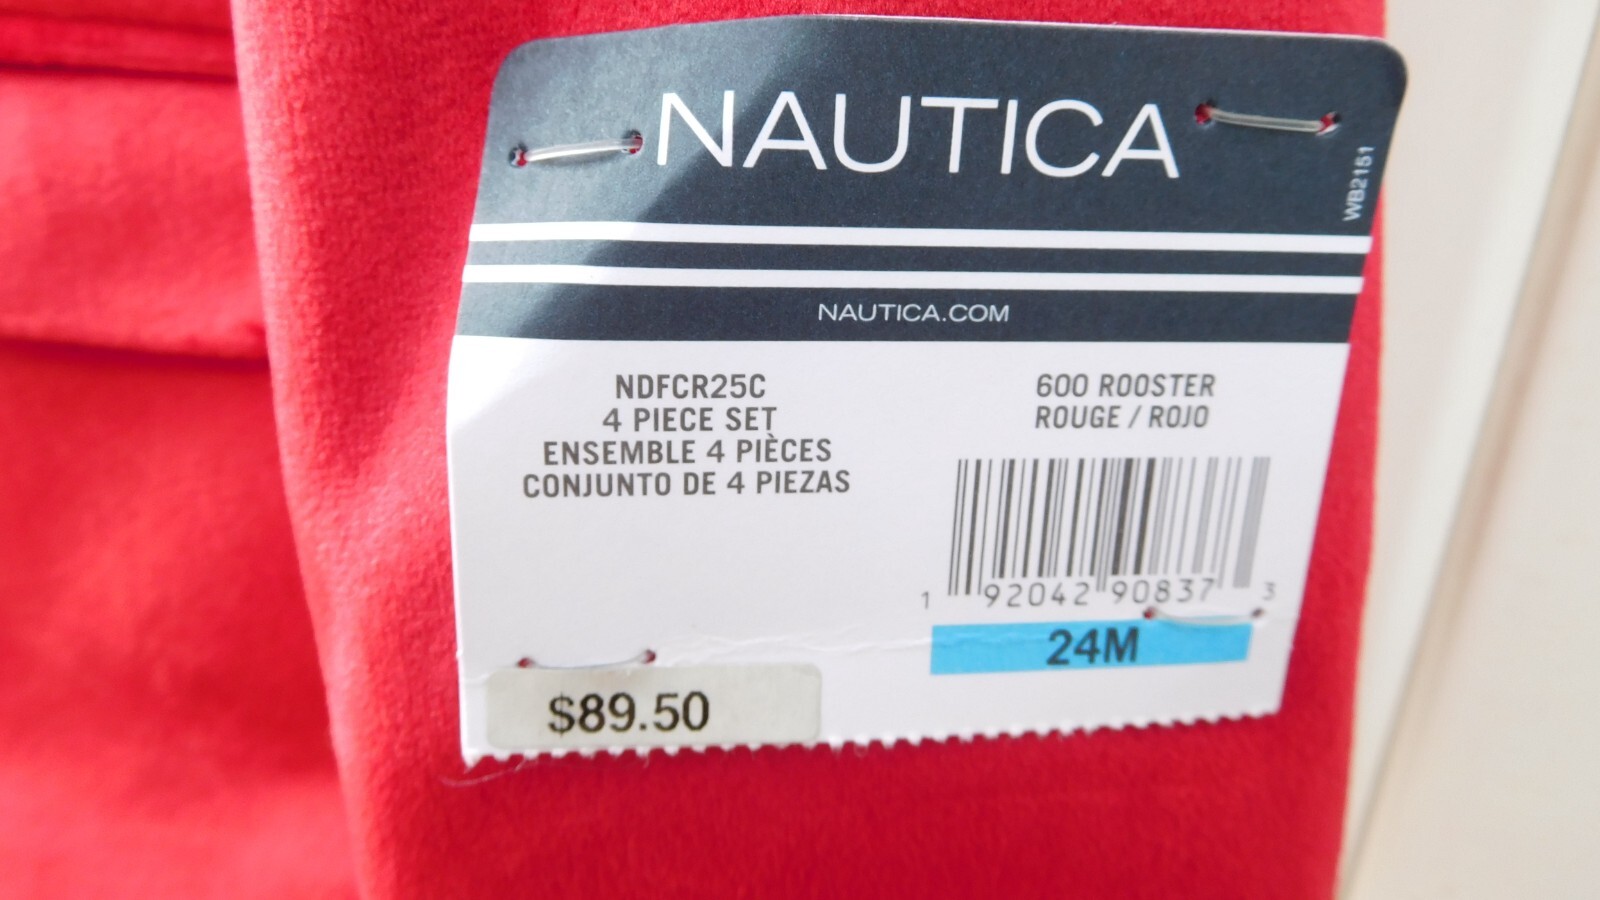 NAUTICA
WB2151
NAUTICA.COM
NDFCR25C
4 PIECE SET
ENSEMBLE 4 PIÈCES
CONJUNTO DE 4 PIEZAS
600 ROOSTER
ROUGE / ROJO
1 92042 90837 3
24M
$89.50